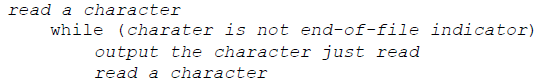 read a character
while (charater is not end-of-file indicator)
output the character just read
read a character